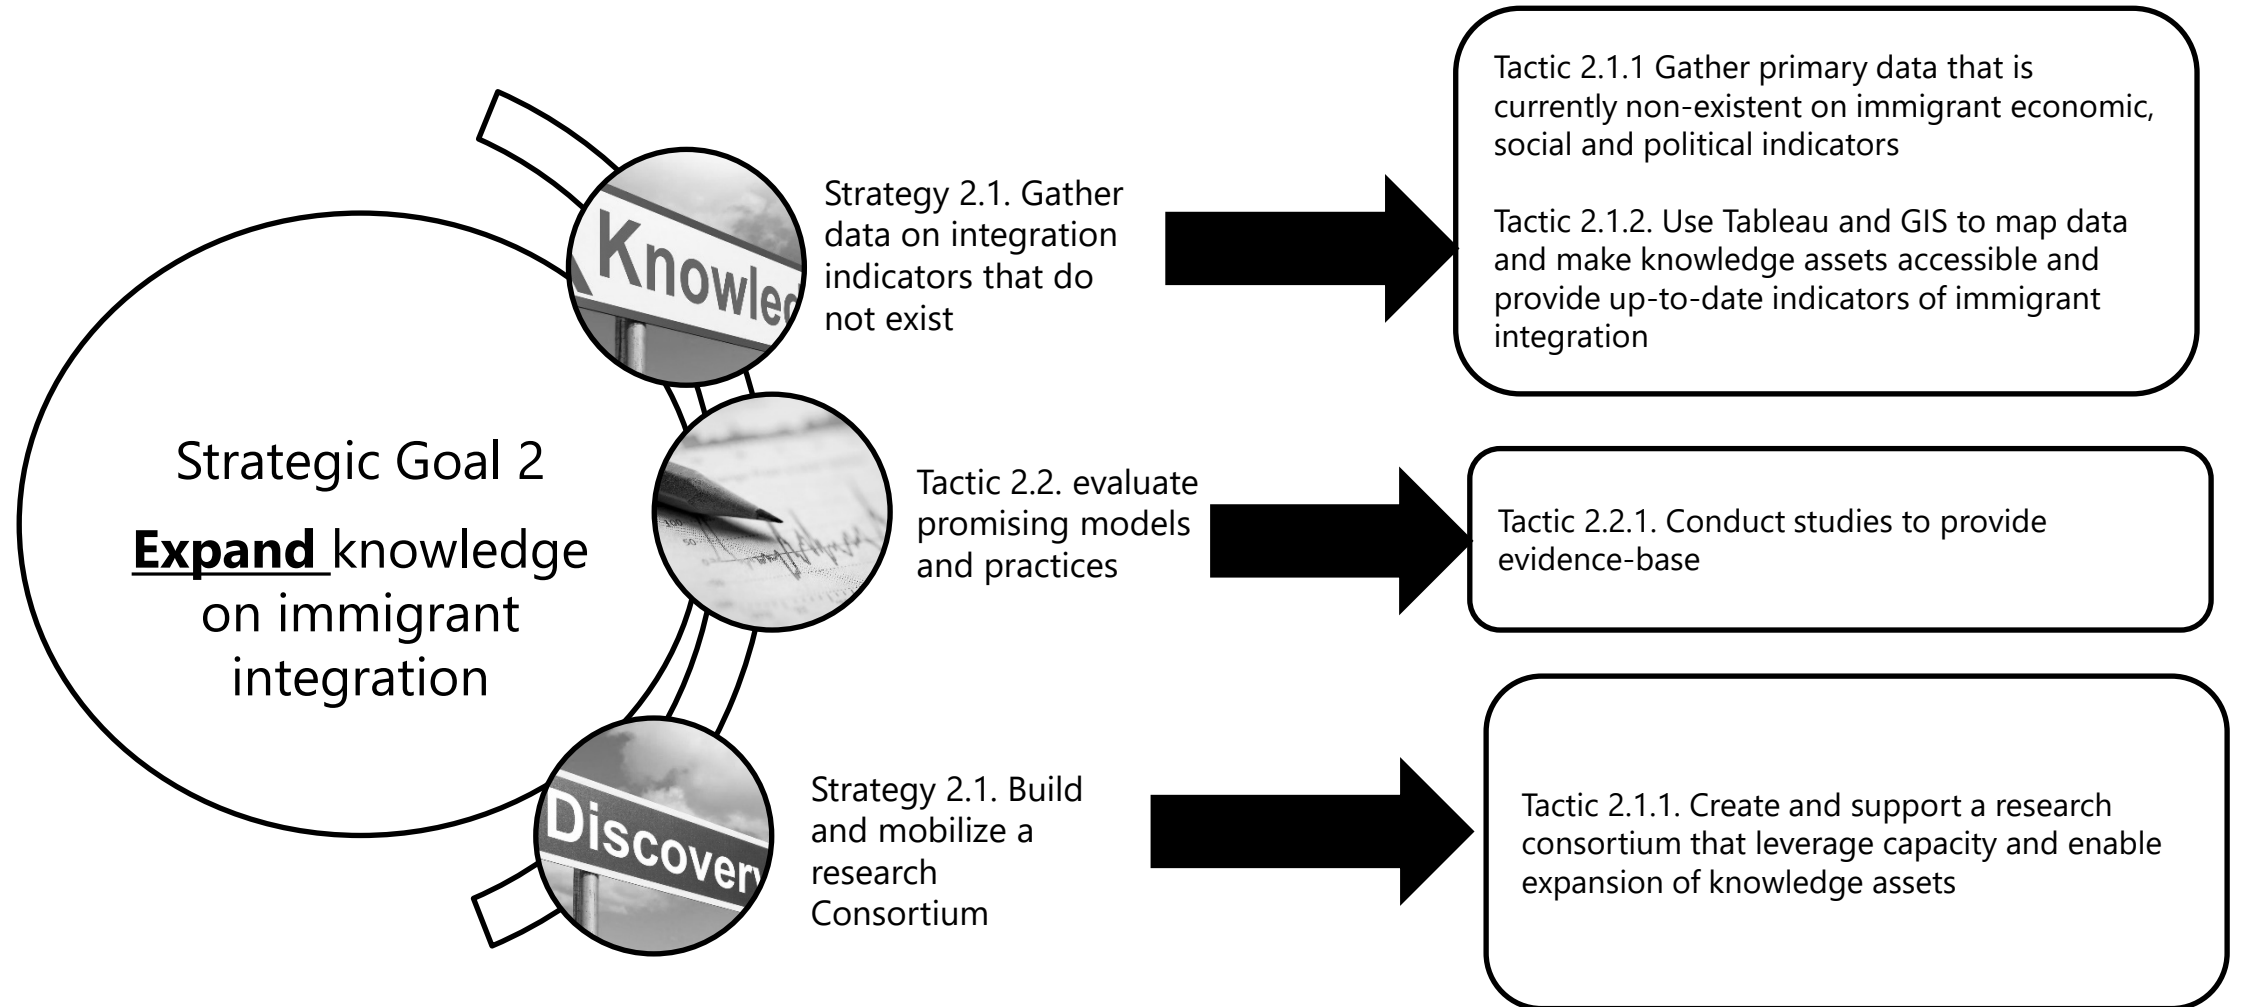 Strategic Goal 2
Expand knowledge
on immigrant
integration
Knowled
Strategy 2.1. Gather
data on integration
indicators that do
not exist
Tactic 2.1.1 Gather primary data that is
currently non-existent on immigrant economic,
social and political indicators
Tactic 2.1.2. Use Tableau and GIS to map data
and make knowledge assets accessible and
provide up-to-date indicators of immigrant
integration
100
50
Tactic 2.2. evaluate
promising models
and practices
Tactic 2.2.1. Conduct studies to provide
evidence-base
Discovery
Strategy 2.1. Build
and mobilize a
research
Consortium
Tactic 2.1.1. Create and support a research
consortium that leverage capacity and enable
expansion of knowledge assets